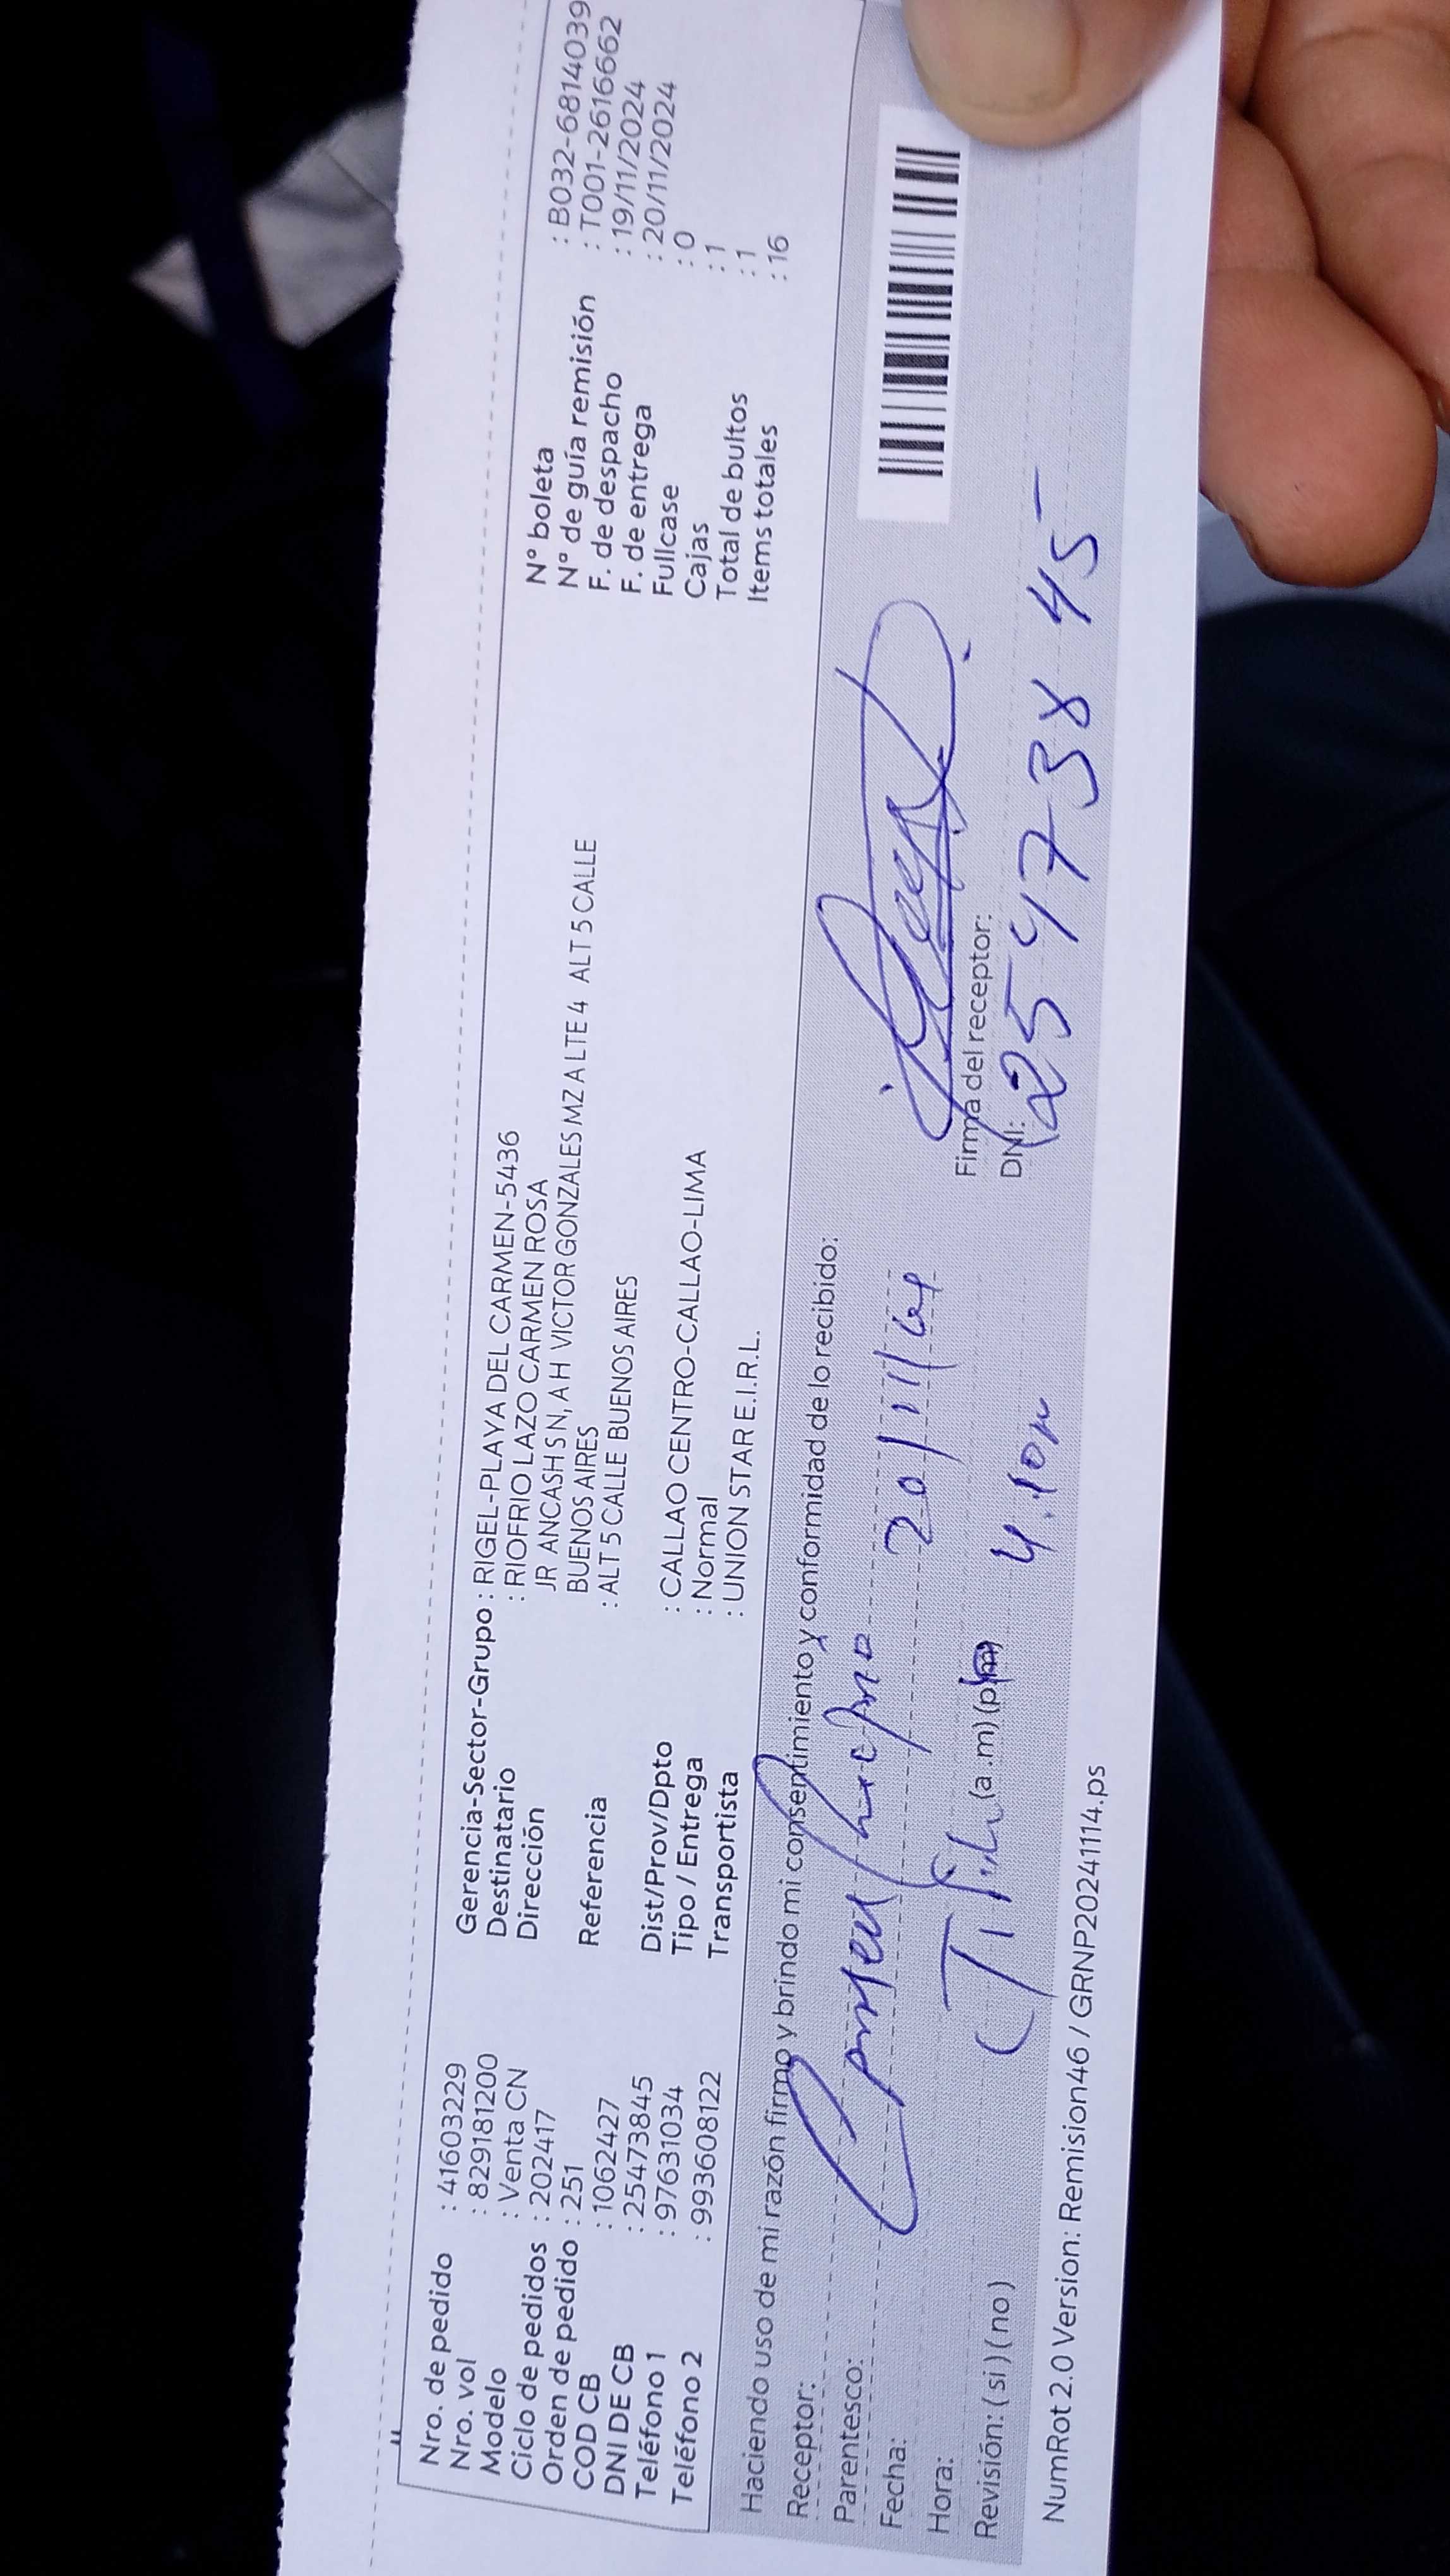 Nro. de pedido : 41603229
Nro. vol : 829181200
Modelo : Venta CN
Ciclo de pedidos : 202417
Orden de pedido : 251
COD CB : 1062427
DNI DE CB : 25473845
Teléfono 1 : 97631034
Teléfono 2 : 993608122
Gerencia-Sector-Grupo : RIGEL-PLAYA DEL CARMEN-5436
Destinatario : RIOFRIO LAZO CARMEN ROSA
Dirección JR ANCASH S N, A H VICTOR GONZALES MZ A LTE 4 ALT 5 CALLE
BUENOS AIRES
Referencia : ALT 5 CALLE BUENOS AIRES
Dist/Prov/Dpto : CALLAO CENTRO-CALLAO-LIMA
Tipo / Entrega : Normal
Transportista : UNION STAR E.I.R.L.
N° boleta : B032-6814039
N° de guía remisión : T001-2616662
F. de despacho : 19/11/2024
F. de entrega : 20/11/2024
Fullcase : 0
Cajas : 1
Total de bultos : 1
Items totales : 16
Haciendo uso de mi razón firmo y brindo mi consentimiento y conformidad de lo recibido:
Receptor:
Parentesco:
Fecha: 20/11/24
Hora: (a .m) (p.m)
4.10
Revisión: ( si ) ( no )
Firma del receptor:
DNI: 25473845
NumRot 2.0 Version: Remision46 / GRNP20241114.ps